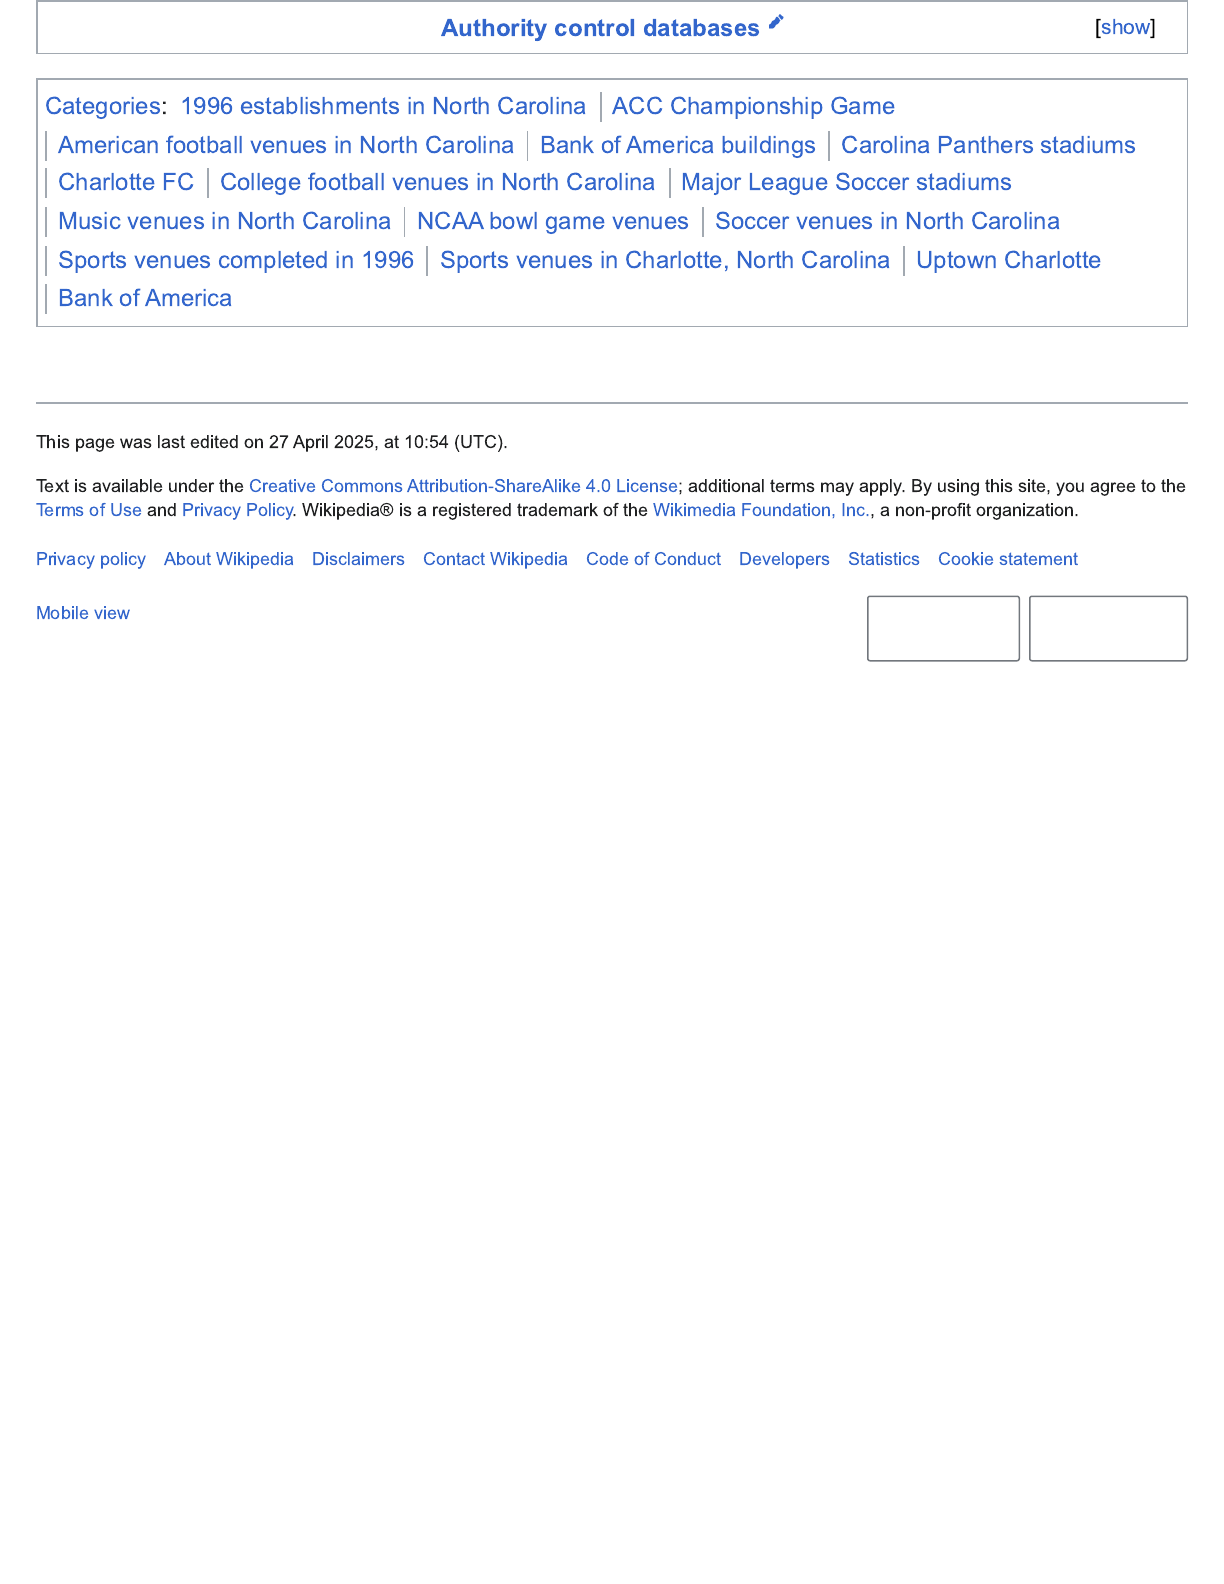 Authority control databases [show]
Categories: 1996 establishments in North Carolina | ACC Championship Game
| American football venues in North Carolina | Bank of America buildings | Carolina Panthers stadiums
| Charlotte FC | College football venues in North Carolina | Major League Soccer stadiums
| Music venues in North Carolina | NCAA bowl game venues | Soccer venues in North Carolina
| Sports venues completed in 1996 | Sports venues in Charlotte, North Carolina | Uptown Charlotte
| Bank of America
This page was last edited on 27 April 2025, at 10:54 (UTC).
Text is available under the Creative Commons Attribution-ShareAlike 4.0 License; additional terms may apply. By using this site, you agree to the
Terms of Use and Privacy Policy. Wikipedia® is a registered trademark of the Wikimedia Foundation, Inc., a non-profit organization.
Privacy policy About Wikipedia Disclaimers Contact Wikipedia Code of Conduct Developers Statistics Cookie statement
Mobile view